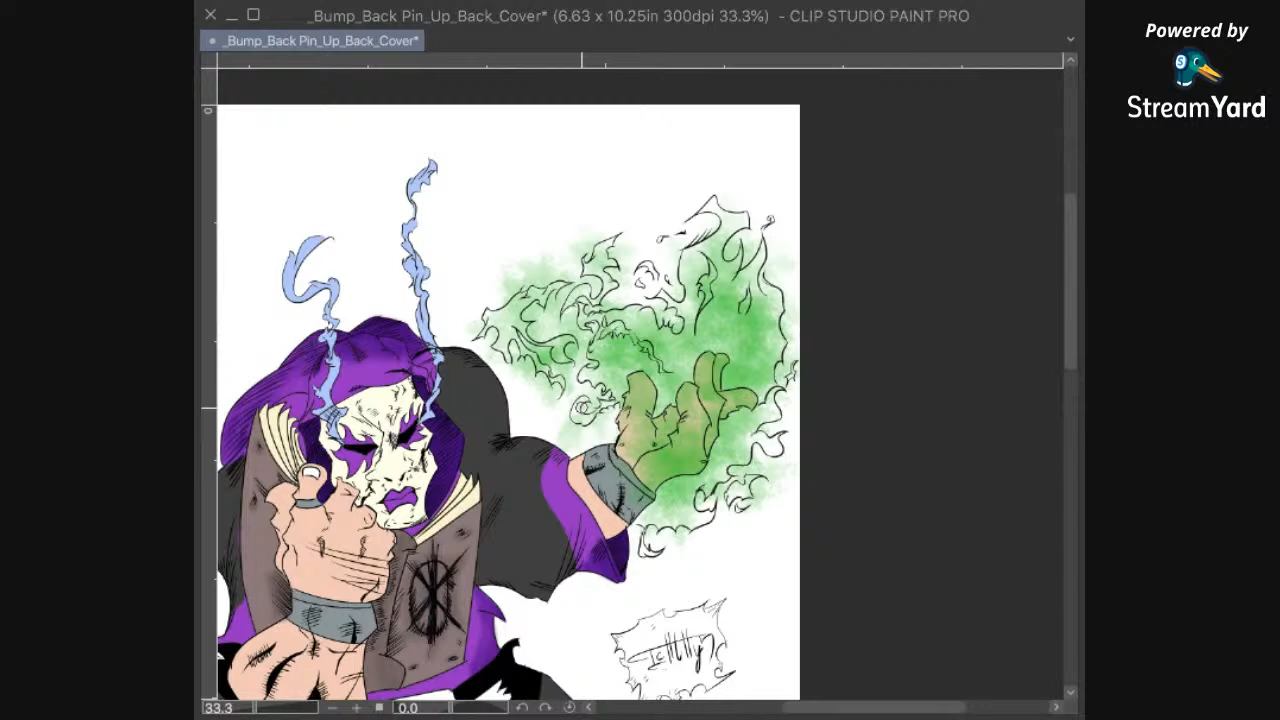 _Bump_Back Pin_Up_Back_Cover* (6.63 x 10.25in 300dpi 33.3%) - CLIP STUDIO PAINT PRO
_Bump_Back Pin_Up_Back_Cover*
Powered by
StreamYard
0
33.3
0.0